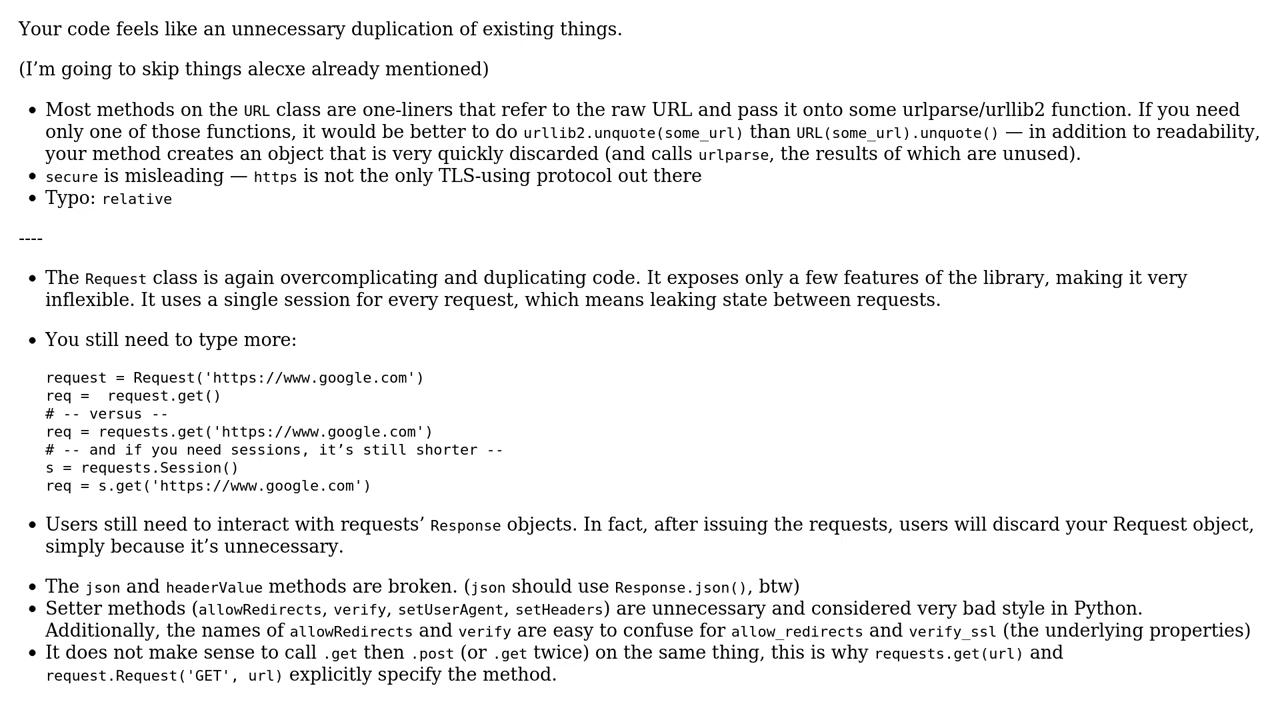 Your code feels like an unnecessary duplication of existing things.
(I’m going to skip things alecxe already mentioned)
• Most methods on the URL class are one-liners that refer to the raw URL and pass it onto some urlparse/urllib2 function. If you need
only one of those functions, it would be better to do urllib2.unquote(some_url) than URL(some_url).unquote() — in addition to readability,
your method creates an object that is very quickly discarded (and calls urlparse, the results of which are unused).
• secure is misleading — https is not the only TLS-using protocol out there
• Typo: relative
----
• The Request class is again overcomplicating and duplicating code. It exposes only a few features of the library, making it very
inflexible. It uses a single session for every request, which means leaking state between requests.
• You still need to type more:
request = Request('https://www.google.com')
req =  request.get()
# -- versus --
req = requests.get('https://www.google.com')
# -- and if you need sessions, it’s still shorter --
s = requests.Session()
req = s.get('https://www.google.com')
• Users still need to interact with requests’ Response objects. In fact, after issuing the requests, users will discard your Request object,
simply because it’s unnecessary.
• The json and headerValue methods are broken. (json should use Response.json(), btw)
• Setter methods (allowRedirects, verify, setUserAgent, setHeaders) are unnecessary and considered very bad style in Python.
Additionally, the names of allowRedirects and verify are easy to confuse for allow_redirects and verify_ssl (the underlying properties)
• It does not make sense to call .get then .post (or .get twice) on the same thing, this is why requests.get(url) and
request.Request('GET', url) explicitly specify the method.